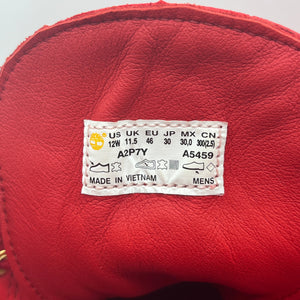 US UK EU JP MX CN
12W 11.5 46 30 30,0 300(2.5)
A2P7Y A5459
MADE IN VIETNAM MENS